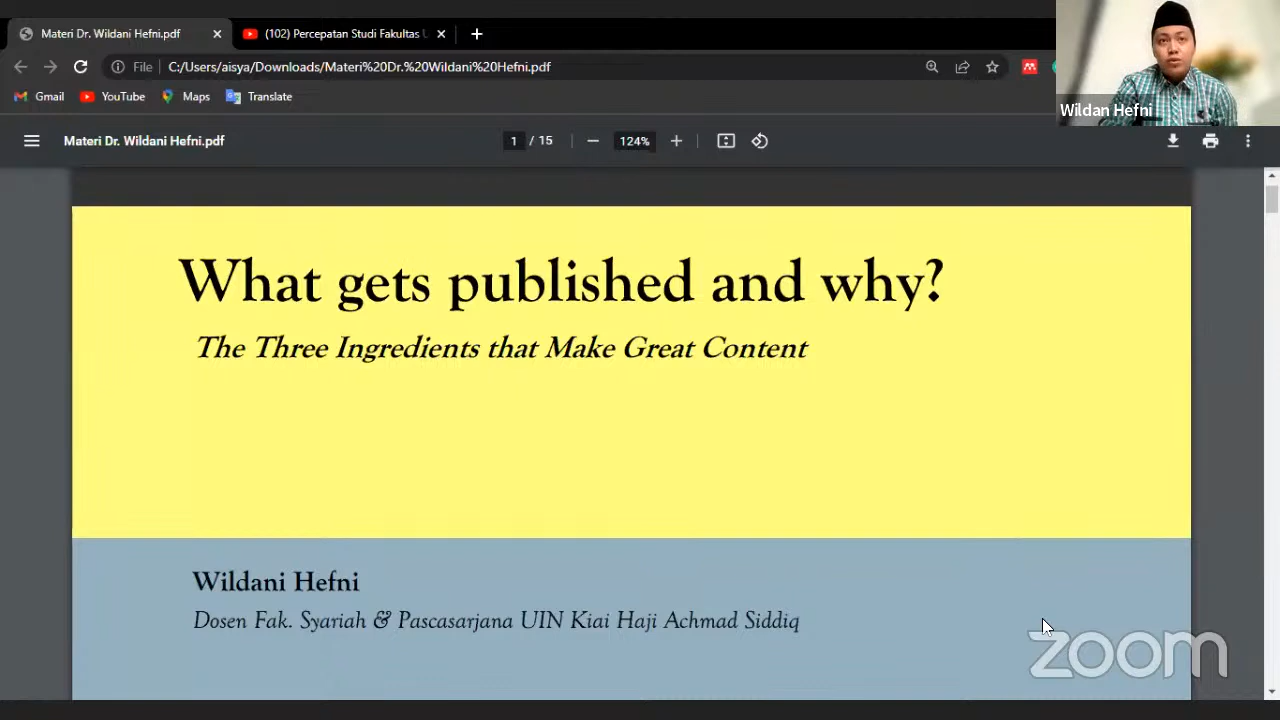 Materi Dr. Wildani Hefni.pdf
(102) Percepatan Studi Fakultas U
File
C:/Users/aisya/Downloads/Materi%20Dr.%20Wildani%20Hefni.pdf
Gmail
YouTube
Maps
Translate
Wildan Hefni
Materi Dr. Wildani Hefni.pdf
1 / 15
124%
What gets published and why?
The Three Ingredients that Make Great Content
Wildani Hefni
Dosen Fak. Syariah & Pascasarjana UIN Kiai Haji Achmad Siddiq
zoom